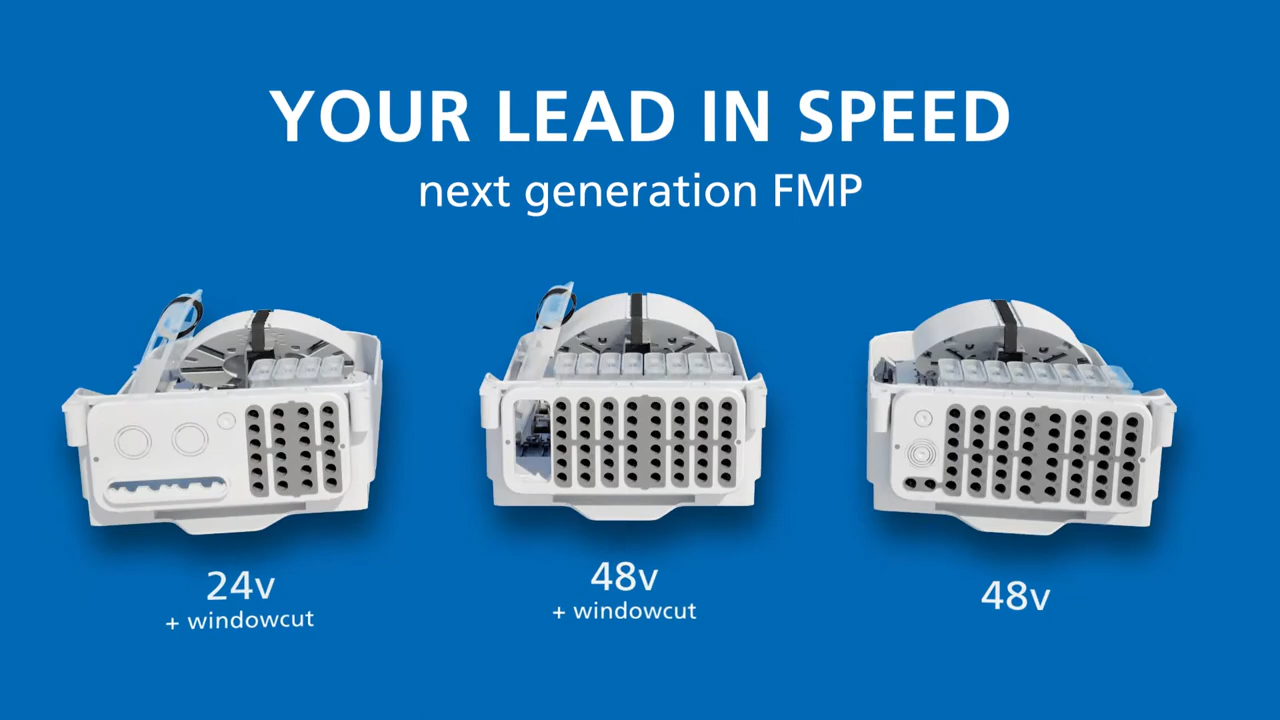 YOUR LEAD IN SPEED
next generation FMP
24v
+ windowcut
48v
+ windowcut
48v